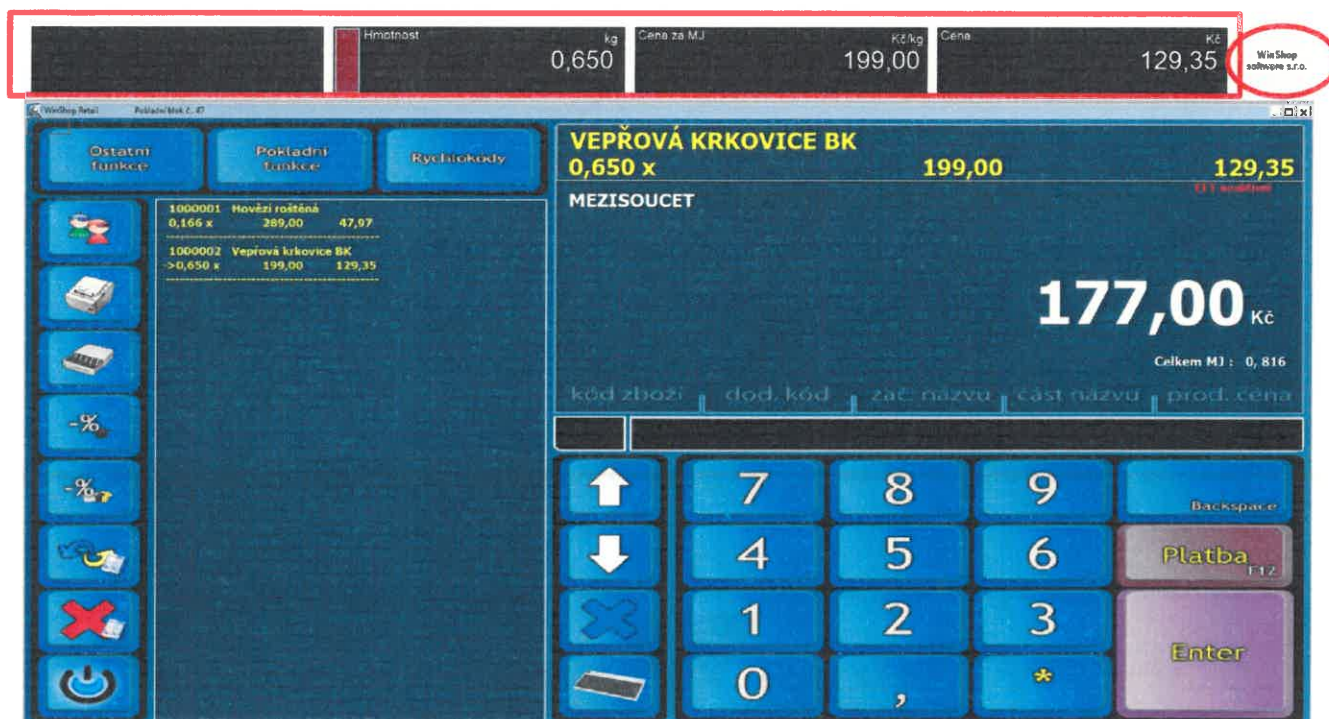 Hmotnost
kg
0,650
Cena za MJ
Kč/kg
199,00
Cena
Kč
129,35
WinShop
software s.r.o.
WinShop Retail Pokladní blok č. 47
Ostatní
funkce
Pokladní
funkce
Rychlokódy
VEPŘOVÁ KRKOVICE BK
0,650 x 199,00 129,35
MEZISOUCET
1000001 Hovězí roštěná
0,166 x 289,00 47,97
1000002 Vepřová krkovice BK
->0,650 x 199,00 129,35
177,00 Kč
Celkem MJ : 0, 816
kód zboží dod. kód zač. názvu část názvu prod. cena
-%
-%
7 8 9 Backspace
4 5 6 Platba F12
1 2 3
Enter
0 , *